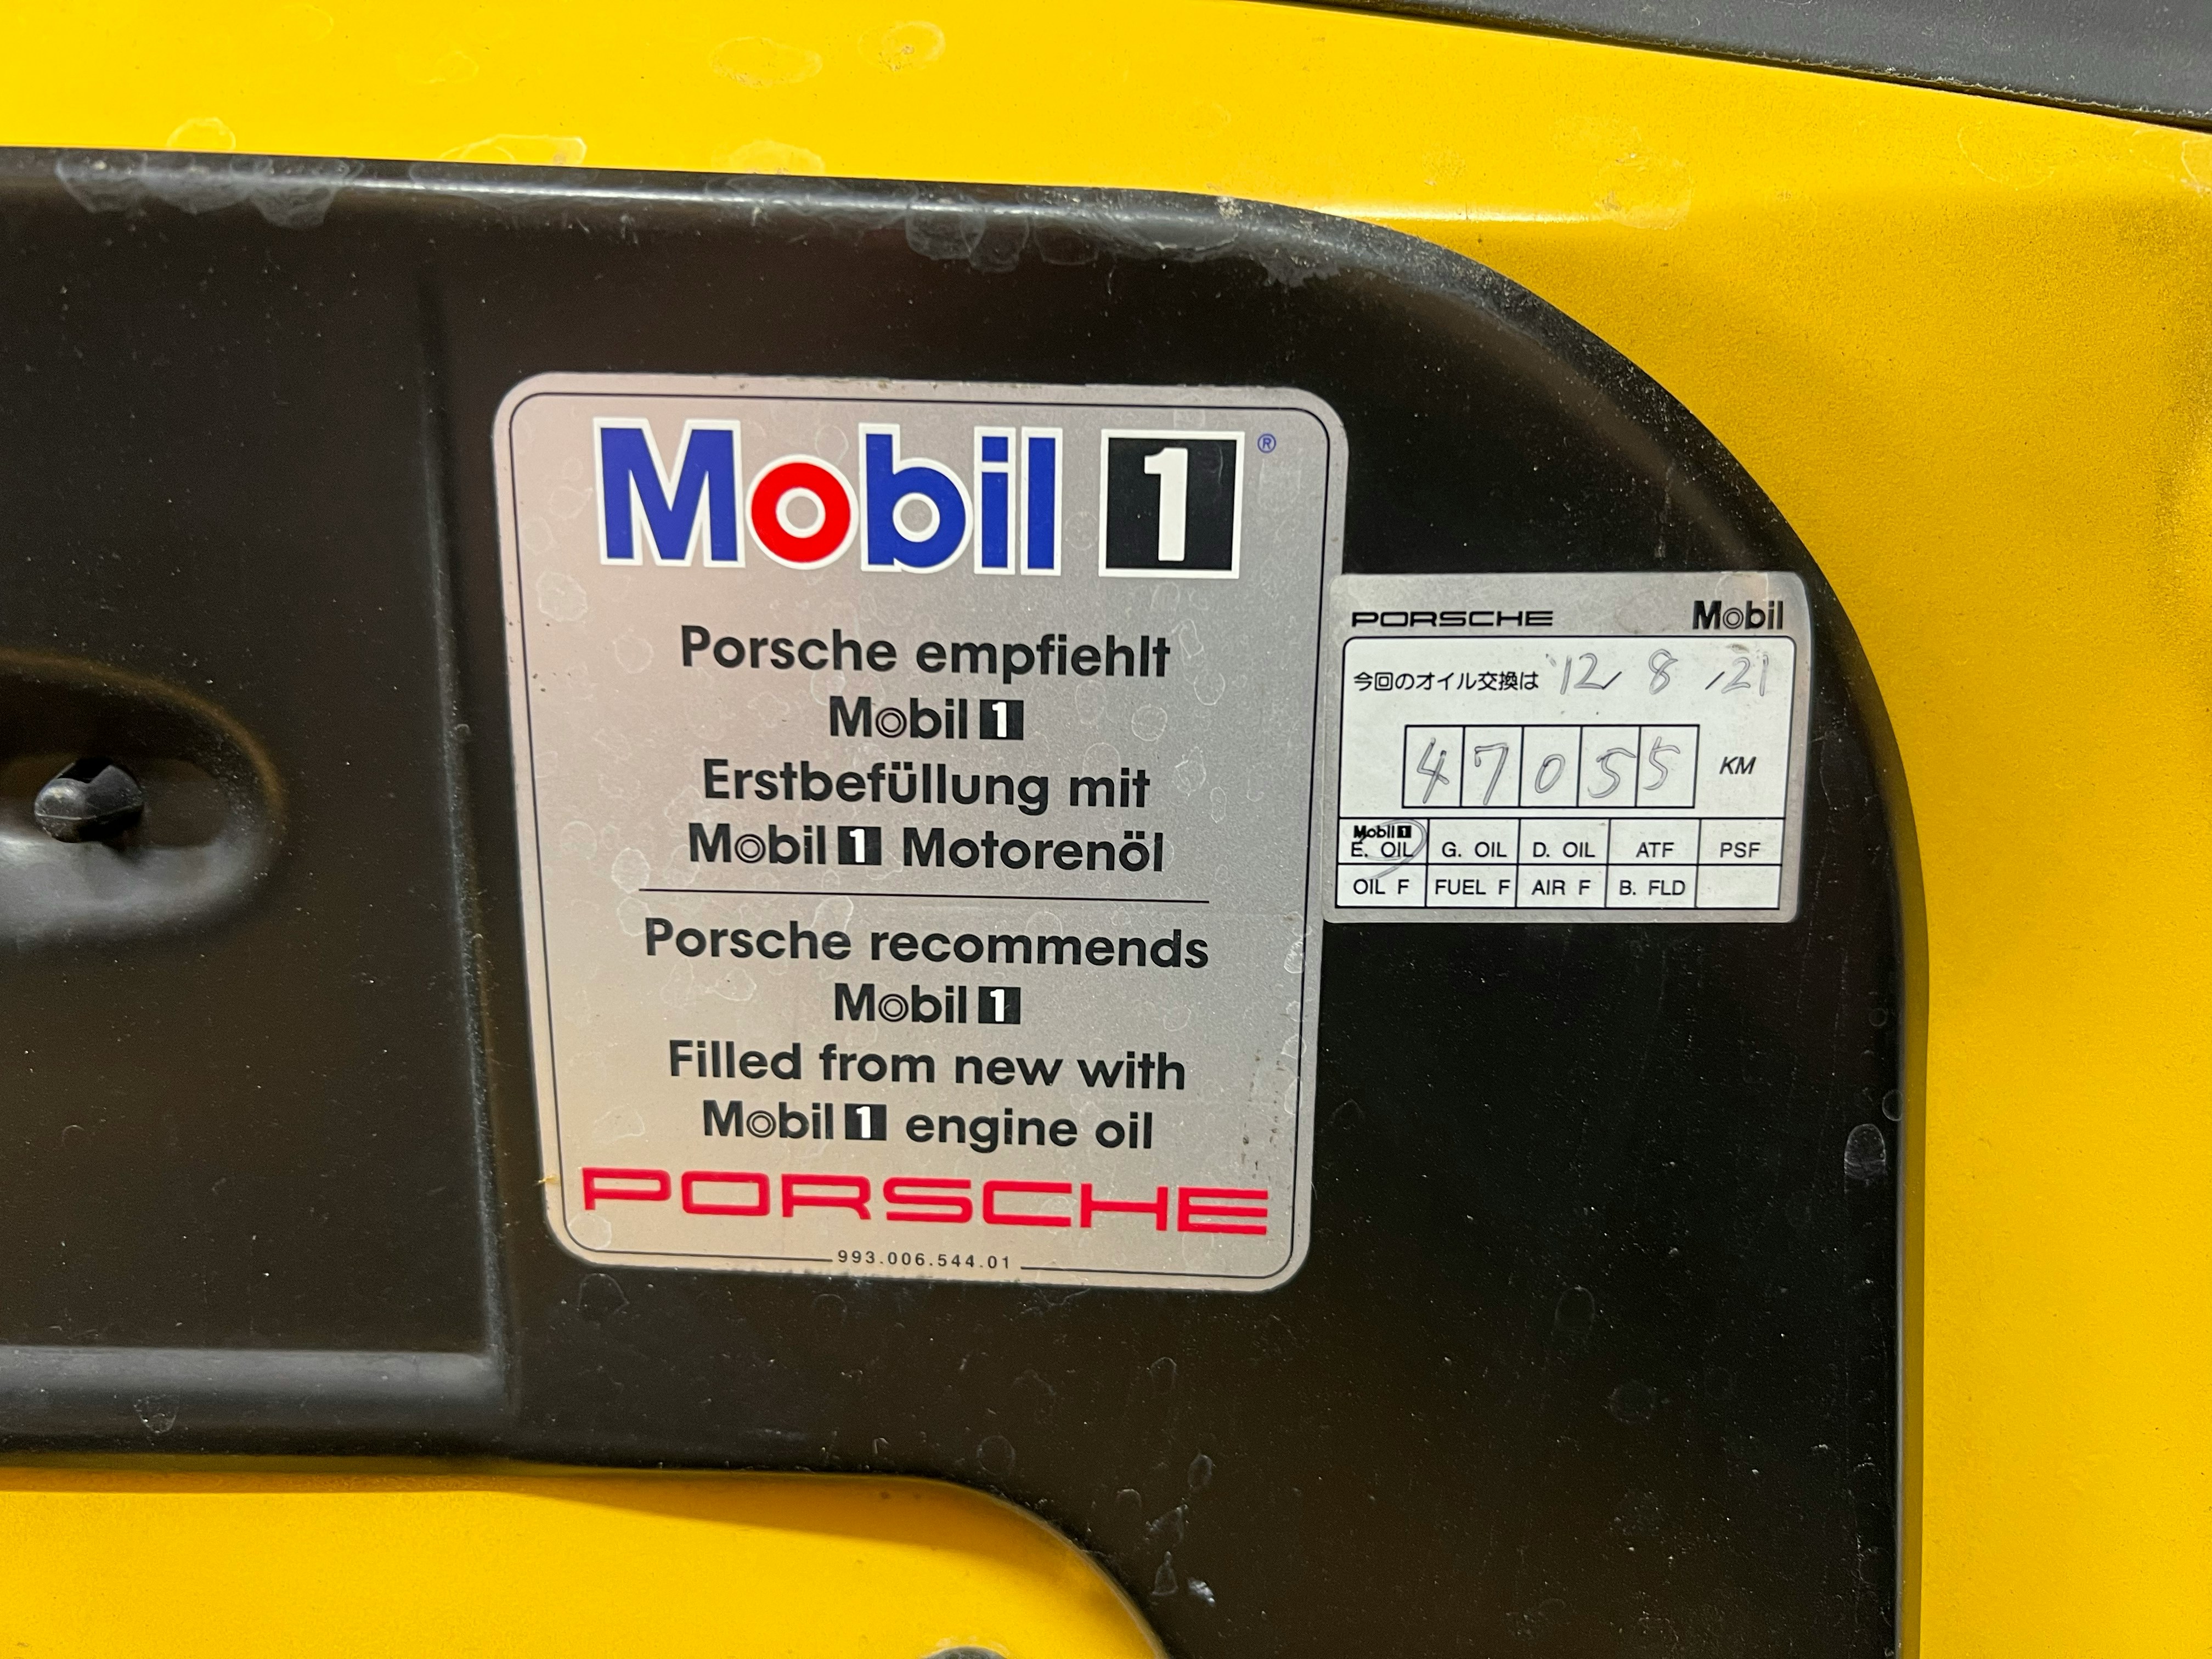 Mobil 1 ®
Porsche empfiehlt
Mobil 1
Erstbefüllung mit
Mobil 1 Motorenöl
Porsche recommends
Mobil 1
Filled from new with
Mobil 1 engine oil
PORSCHE
993.006.544.01
PORSCHE Mobil
今回のオイル交換は '12/ 8 /21
47055 KM
Mobil 1
E. OIL G. OIL D. OIL ATF PSF
OIL F FUEL F AIR F B. FLD